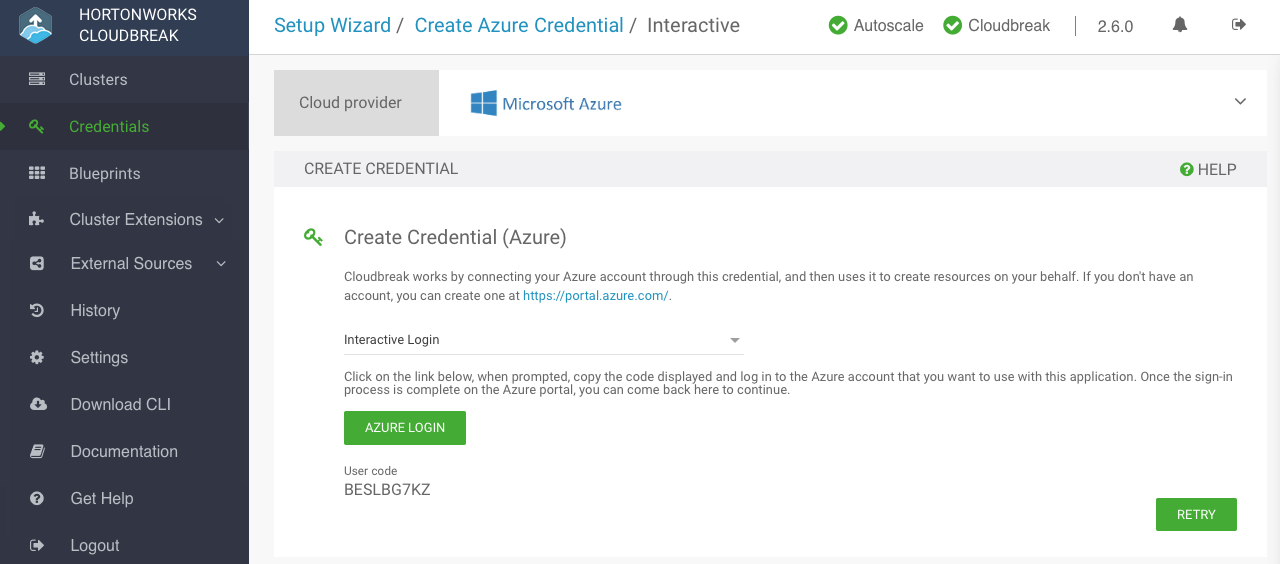 HORTONWORKS
CLOUDBREAK
Clusters
Credentials
Blueprints
Cluster Extensions
External Sources
History
Settings
Download CLI
Documentation
Get Help
Logout
Setup Wizard / Create Azure Credential / Interactive
Autoscale Cloudbreak 2.6.0
Cloud provider Microsoft Azure
CREATE CREDENTIAL HELP
Create Credential (Azure)
Cloudbreak works by connecting your Azure account through this credential, and then uses it to create resources on your behalf. If you don't have an
account, you can create one at https://portal.azure.com/.
Interactive Login
Click on the link below, when prompted, copy the code displayed and log in to the Azure account that you want to use with this application. Once the sign-in
process is complete on the Azure portal, you can come back here to continue.
AZURE LOGIN
User code
BESLBG7KZ
RETRY